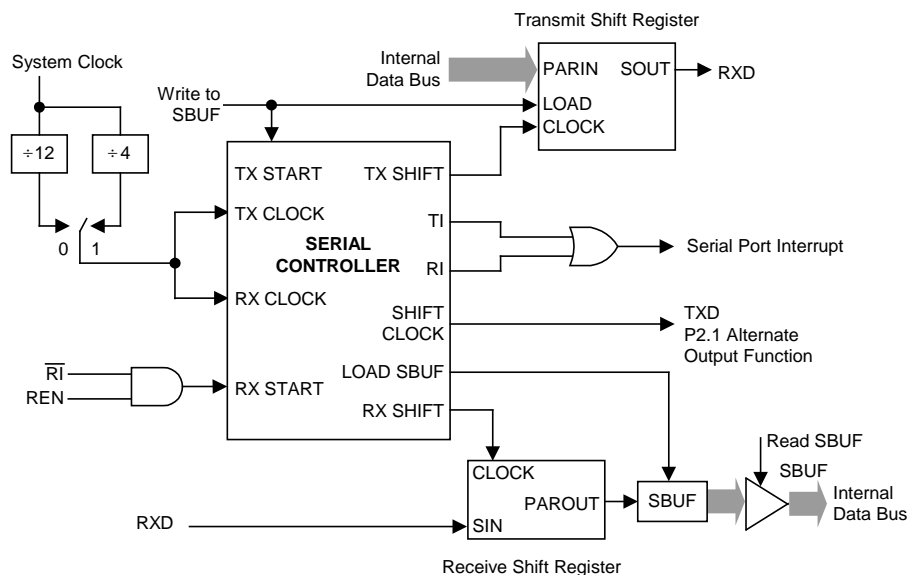 Transmit Shift Register
System Clock
Internal
Data Bus
PARIN
SOUT
RXD
Write to
SBUF
LOAD
CLOCK
÷12
÷4
TX START
TX SHIFT
TX CLOCK
TI
0
1
SERIAL
CONTROLLER
RI
Serial Port Interrupt
RX CLOCK
SHIFT
CLOCK
TXD
P2.1 Alternate
Output Function
R̅I̅
REN
RX START
LOAD SBUF
RX SHIFT
Read SBUF
CLOCK
SBUF
PAROUT
SBUF
Internal
Data Bus
RXD
SIN
Receive Shift Register